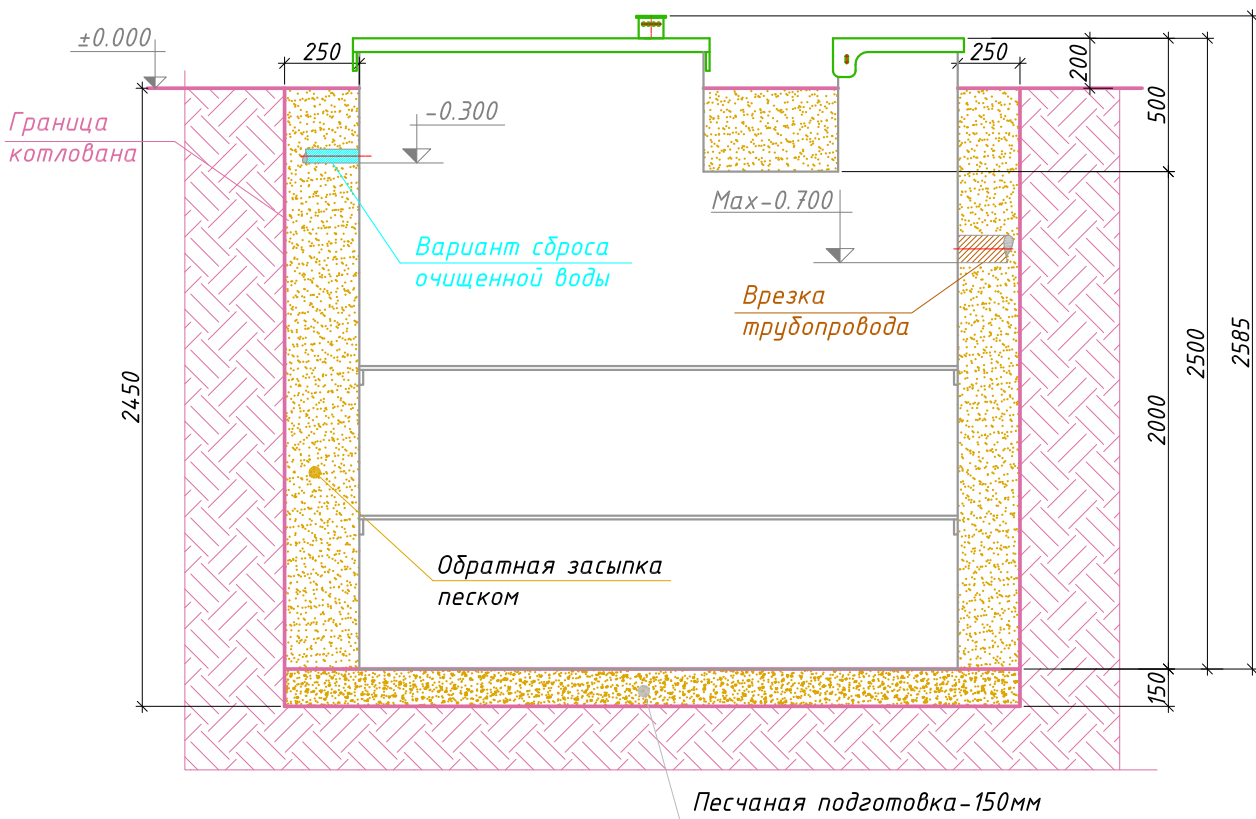 ±0.000
250
250
200
500
Граница
котлована
-0.300
Max-0.700
Вариант сброса
очищенной воды
Врезка
трубопровода
2450
2000
2500
2585
Обратная засыпка
песком
150
Песчаная подготовка-150мм